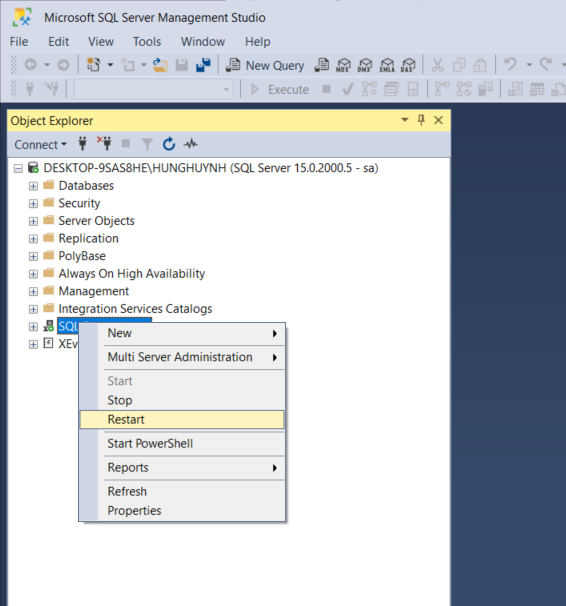 Microsoft SQL Server Management Studio
File Edit View Tools Window Help
New Query MDX DMX XMLA DAX
Execute
Object Explorer
Connect
DESKTOP-9SAS8HE\HUNGHUYNH (SQL Server 15.0.2000.5 - sa)
Databases
Security
Server Objects
Replication
PolyBase
Always On High Availability
Management
Integration Services Catalogs
SQL
XEv
New
Multi Server Administration
Start
Stop
Restart
Start PowerShell
Reports
Refresh
Properties